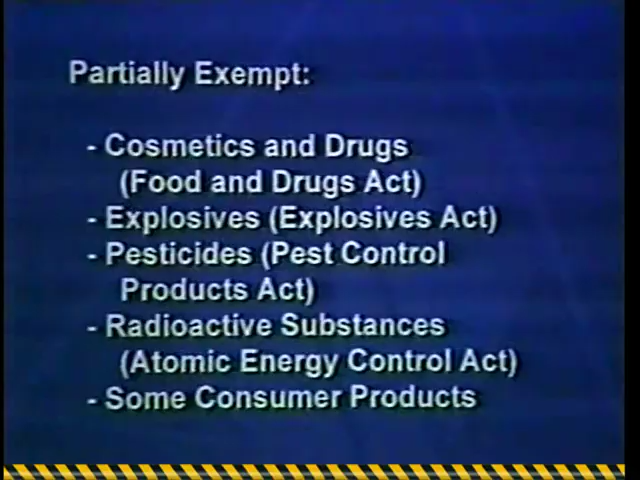 Partially Exempt:
- Cosmetics and Drugs
(Food and Drugs Act)
- Explosives (Explosives Act)
- Pesticides (Pest Control
Products Act)
- Radioactive Substances
(Atomic Energy Control Act)
- Some Consumer Products